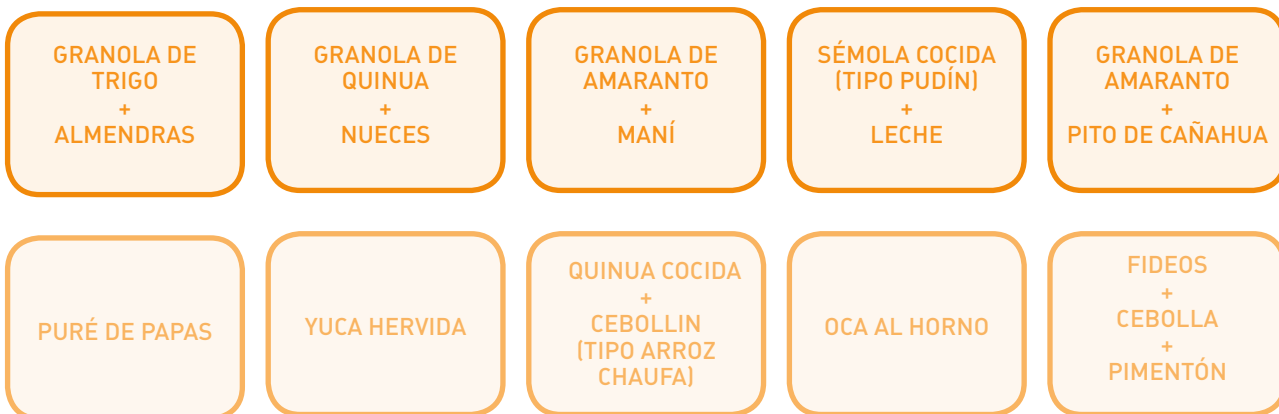 GRANOLA DE
TRIGO
+
ALMENDRAS
GRANOLA DE
QUINUA
+
NUECES
GRANOLA DE
AMARANTO
+
MANÍ
SÉMOLA COCIDA
(TIPO PUDÍN)
+
LECHE
GRANOLA DE
AMARANTO
+
PITO DE CAÑAHUA
PURÉ DE PAPAS
YUCA HERVIDA
QUINUA COCIDA
+
CEBOLLIN
(TIPO ARROZ
CHAUFA)
OCA AL HORNO
FIDEOS
+
CEBOLLA
+
PIMENTÓN